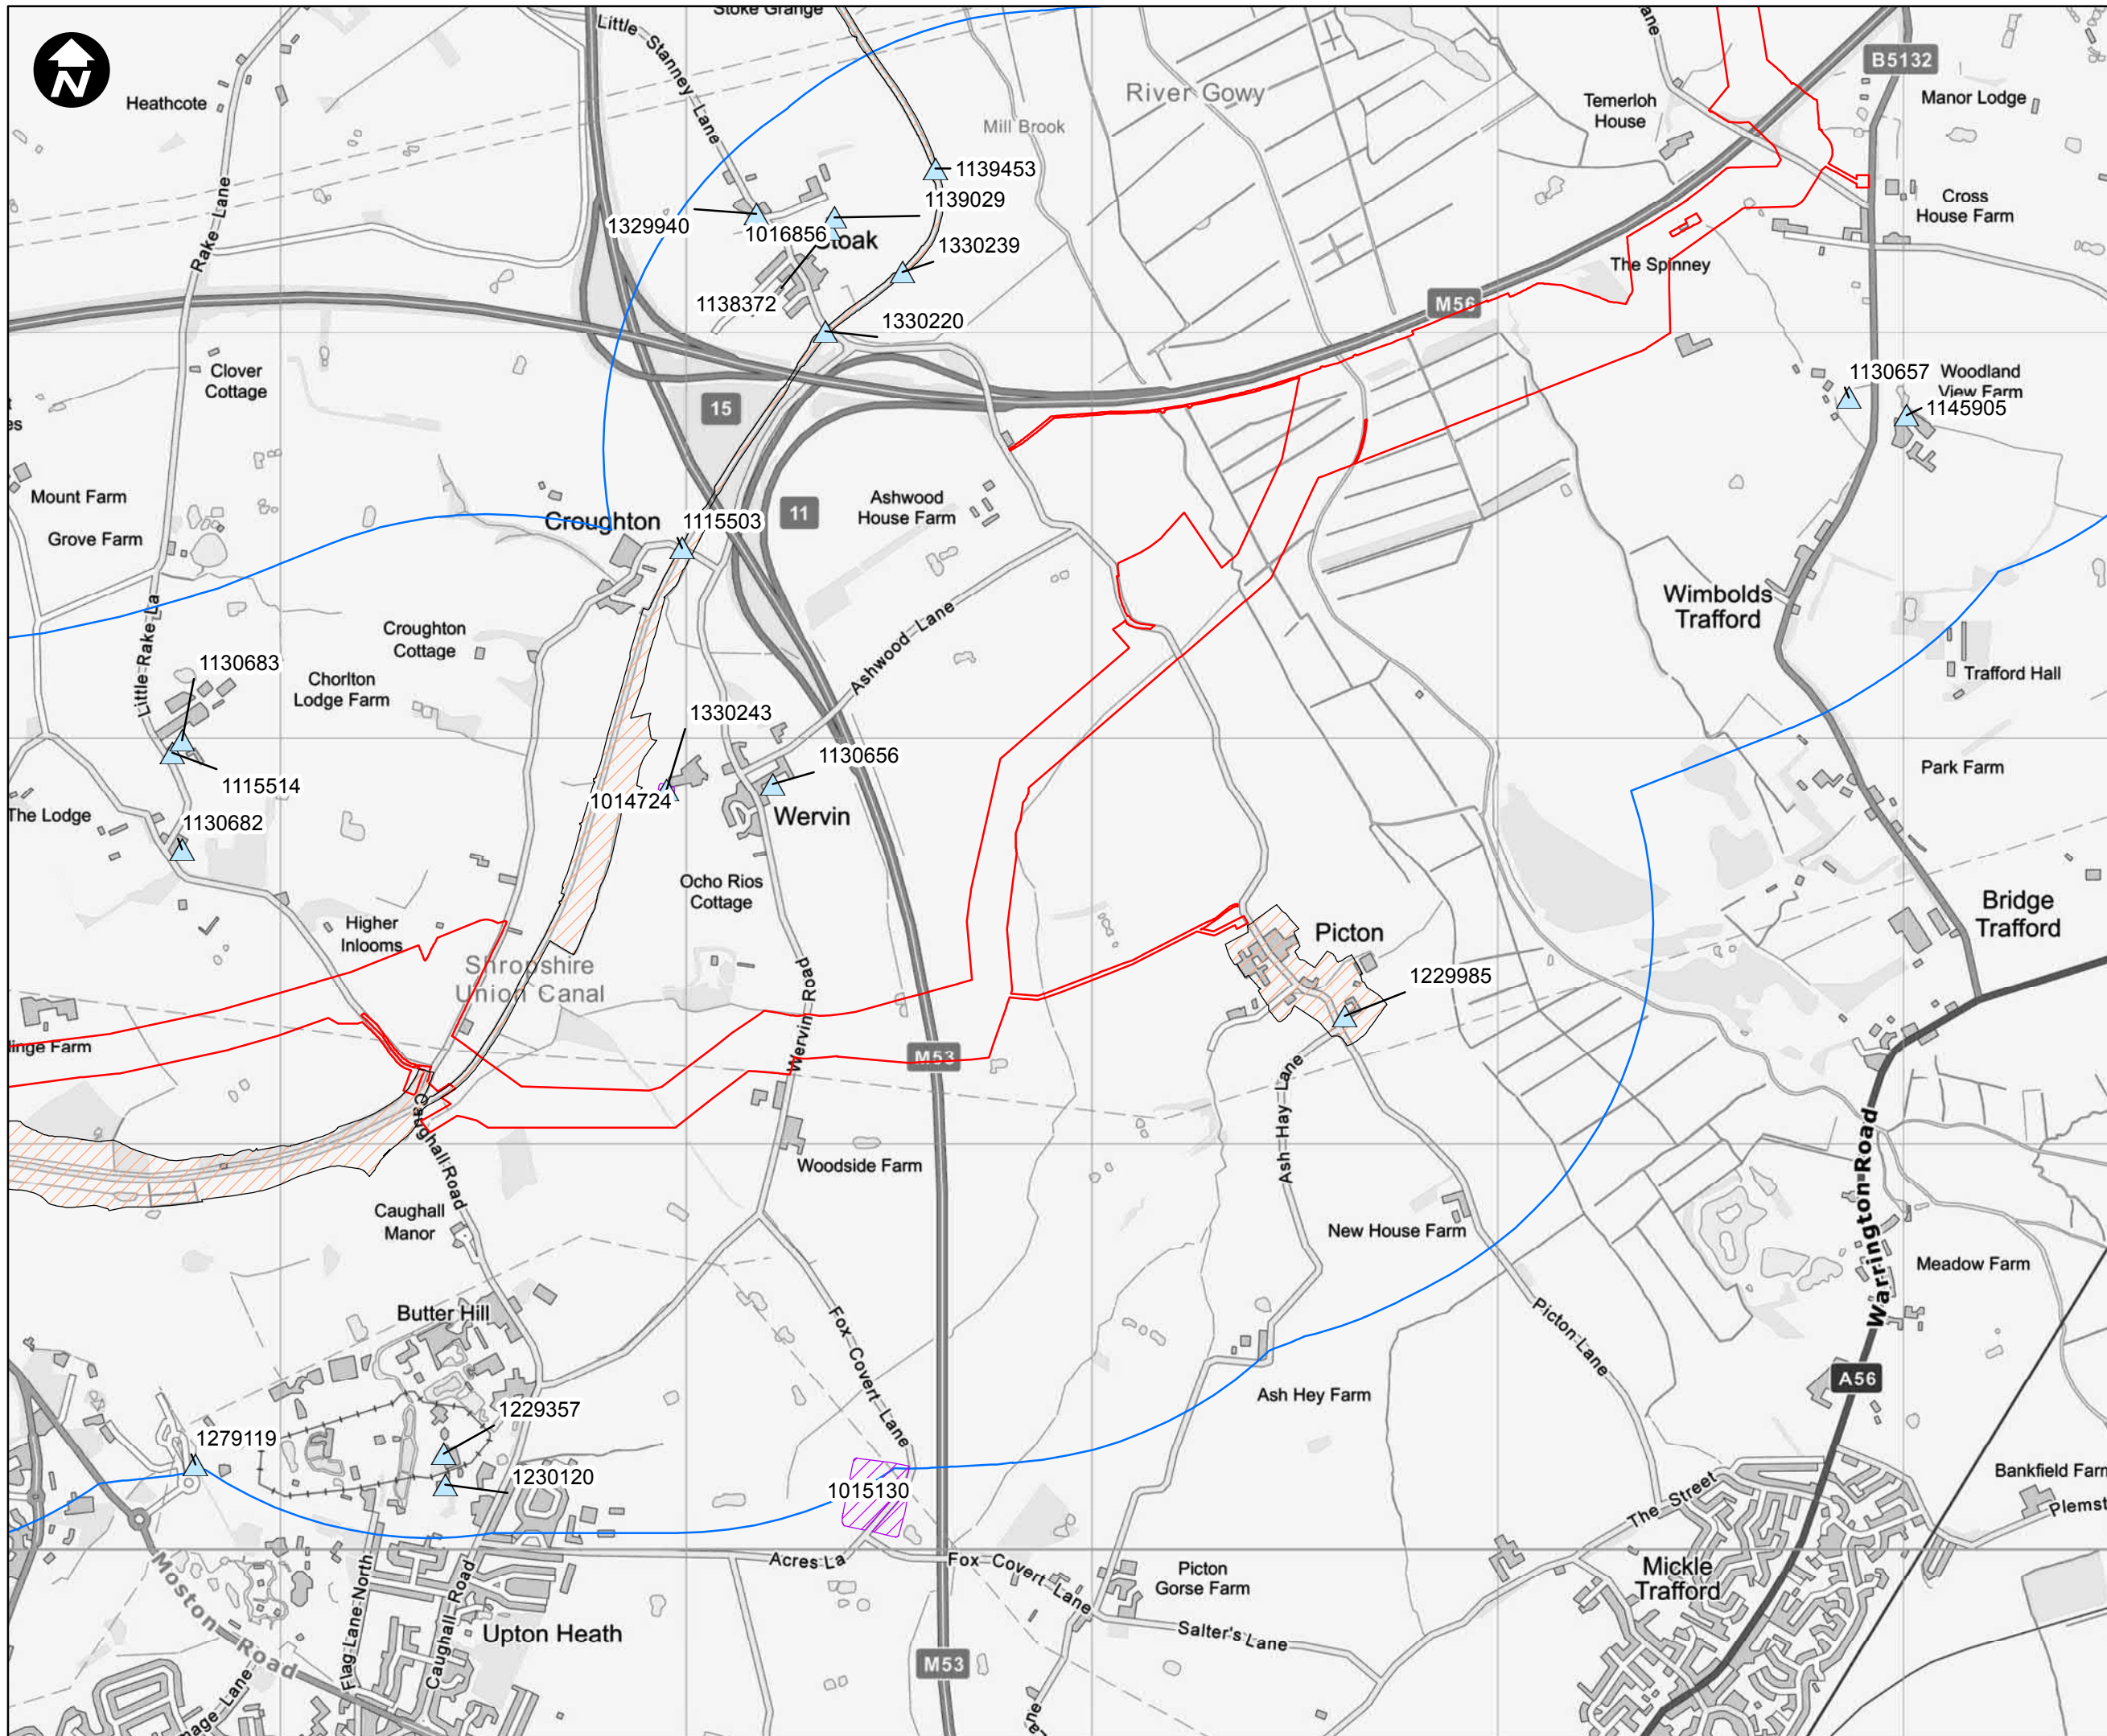 Stoke Grange
Little Stanney Lane
B5132
N
Heathcote
River Gowy
Mill Brook
Temerloh
House
Manor Lodge
1139453
1139029
Cross
House Farm
Rake Lane
1329940
1016856
Stoak
1330239
The Spinney
1138372
M56
1330220
Clover
Cottage
15
1130657
Woodland
View Farm
1145905
Mount Farm
Ashwood
House Farm
11
Croughton
1115503
Grove Farm
Wimbolds
Trafford
Little Rake La
Croughton
Cottage
Ashwood Lane
1130683
Chorlton
Lodge Farm
Trafford Hall
1330243
1130656
Park Farm
1115514
1014724
The Lodge
1130682
Wervin
Ocho Rios
Cottage
Higher
Inlooms
Picton
Bridge
Trafford
Shropshire
Union Canal
1229985
Wervin Road
M53
Ash Hay Lane
Caughall Road
Woodside Farm
Warrington Road
Caughall
Manor
New House Farm
Meadow Farm
Butter Hill
Fox Covert Lane
Picton Lane
A56
Ash Hey Farm
1229357
1279119
1230120
1015130
Bankfield Farm
The Street
Plemst
Acres La
Fox Covert Lane
Picton
Gorse Farm
Mickle
Trafford
Moston Road
Flag Lane North
Caughall Road
Upton Heath
Salter's Lane
M53